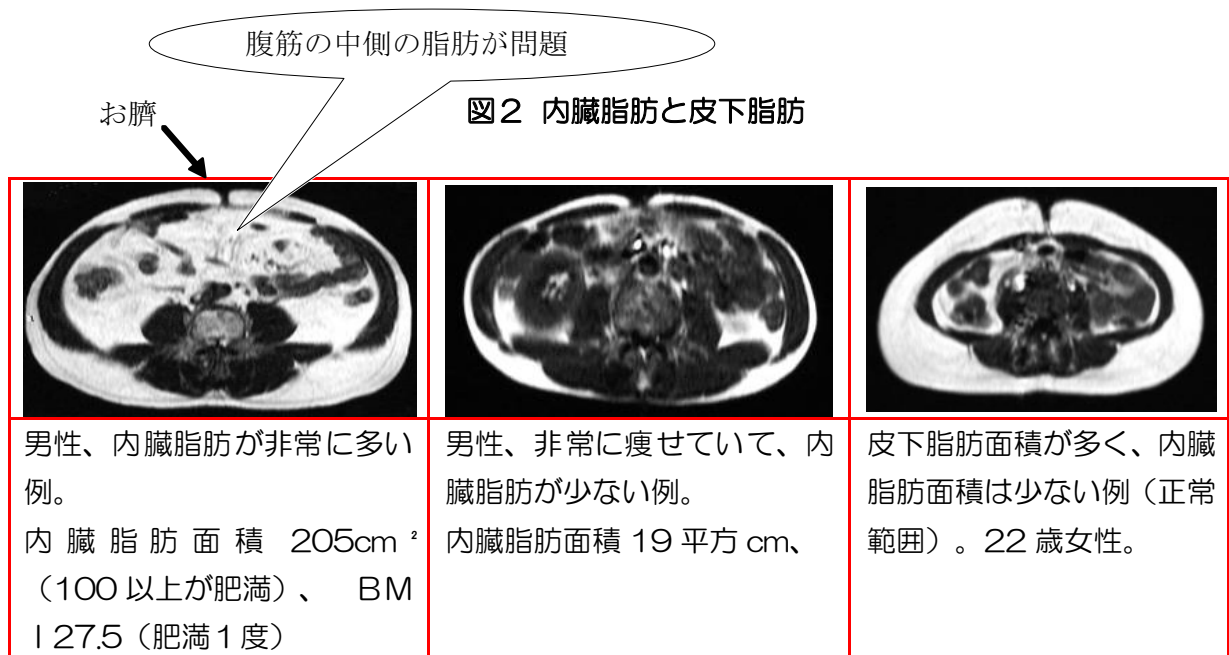 腹筋の中側の脂肪が問題
お臍
図２ 内臓脂肪と皮下脂肪
男性、内臓脂肪が非常に多い
例。
内臓脂肪面積 205cm²
（100以上が肥満）、　ＢＭ
Ｉ27.5（肥満１度）
男性、非常に痩せていて、内
臓脂肪が少ない例。
内臓脂肪面積 19 平方 cm、
皮下脂肪面積が多く、内臓
脂肪面積は少ない例（正常
範囲）。22 歳女性。